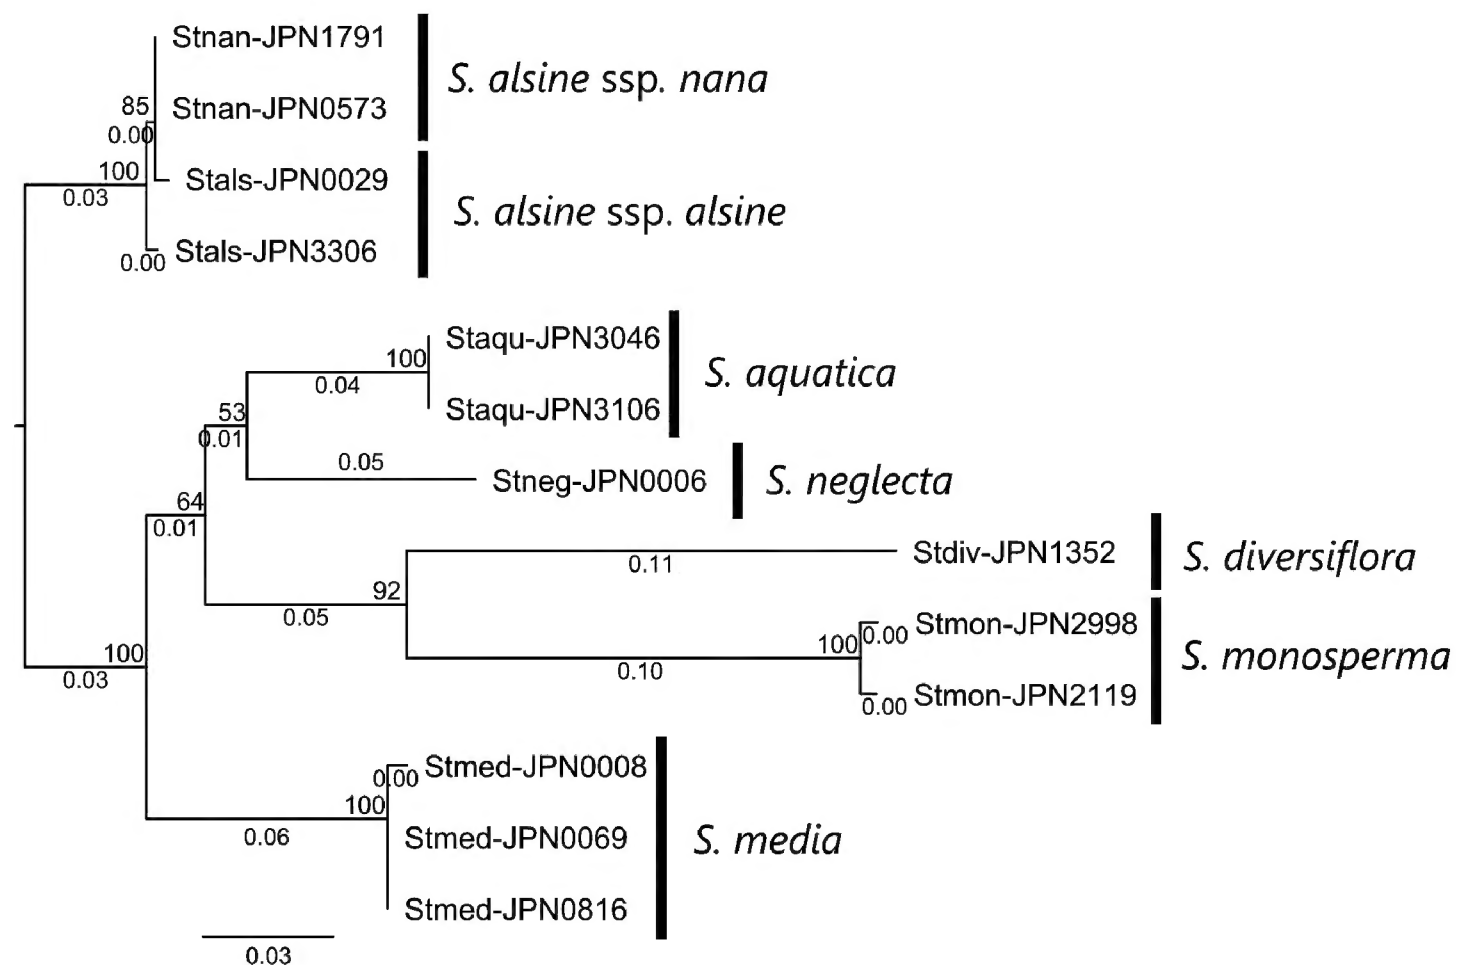 Stnan-JPN1791
S. alsine ssp. nana
85
Stnan-JPN0573
0.00
100
Stals-JPN0029
0.03
S. alsine ssp. alsine
Stals-JPN3306
0.00
Staqu-JPN3046
100
0.04
S. aquatica
Staqu-JPN3106
53
0.01
0.05
Stneg-JPN0006
S. neglecta
64
0.01
Stdiv-JPN1352
0.11
S. diversiflora
92
0.05
Stmon-JPN2998
0.00
100
0.10
S. monosperma
Stmon-JPN2119
0.00
100
0.03
Stmed-JPN0008
0.00
100
0.06
Stmed-JPN0069
S. media
Stmed-JPN0816
0.03